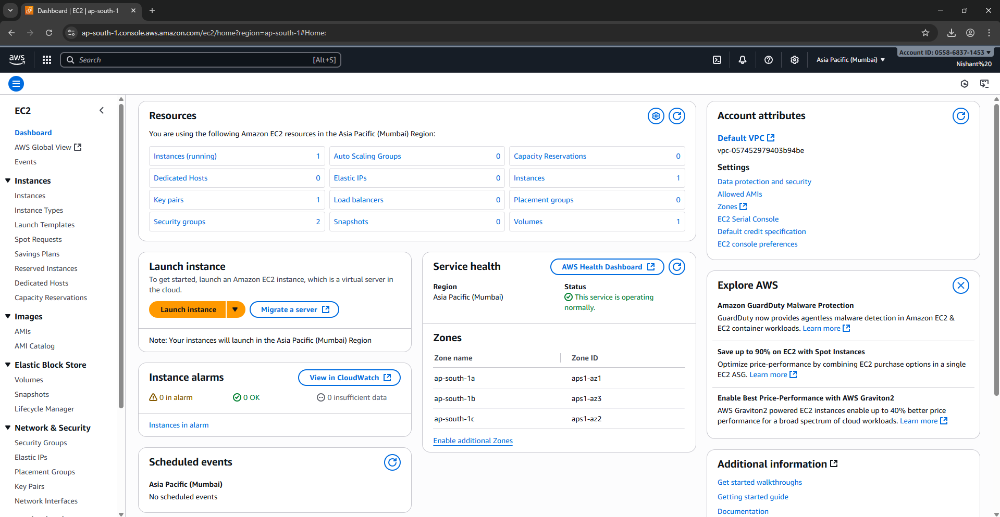 Dashboard | EC2 | ap-south-1
ap-south-1.console.aws.amazon.com/ec2/home?region=ap-south-1#Home:
aws
Search
[Alt+S]
Asia Pacific (Mumbai)
Account ID: 0558-6837-1453
Nishant%20
EC2
Dashboard
AWS Global View
Events
Instances
Instances
Instance Types
Launch Templates
Spot Requests
Savings Plans
Reserved Instances
Dedicated Hosts
Capacity Reservations
Images
AMIs
AMI Catalog
Elastic Block Store
Volumes
Snapshots
Lifecycle Manager
Network & Security
Security Groups
Elastic IPs
Placement Groups
Key Pairs
Network Interfaces
Resources
You are using the following Amazon EC2 resources in the Asia Pacific (Mumbai) Region:
Instances (running) 1
Auto Scaling Groups 0
Capacity Reservations 0
Dedicated Hosts 0
Elastic IPs 0
Instances 1
Key pairs 1
Load balancers 0
Placement groups 0
Security groups 2
Snapshots 0
Volumes 1
Launch instance
To get started, launch an Amazon EC2 instance, which is a virtual server in
the cloud.
Launch instance
Migrate a server
Note: Your instances will launch in the Asia Pacific (Mumbai) Region
Instance alarms
View in CloudWatch
0 in alarm
0 OK
0 insufficient data
Instances in alarm
Scheduled events
Asia Pacific (Mumbai)
No scheduled events
Service health
AWS Health Dashboard
Region
Asia Pacific (Mumbai)
Status
This service is operating
normally.
Zones
Zone name Zone ID
ap-south-1a aps1-az1
ap-south-1b aps1-az3
ap-south-1c aps1-az2
Enable additional Zones
Account attributes
Default VPC
vpc-057452979403b94be
Settings
Data protection and security
Allowed AMIs
Zones
EC2 Serial Console
Default credit specification
EC2 console preferences
Explore AWS
Amazon GuardDuty Malware Protection
GuardDuty now provides agentless malware detection in Amazon EC2 &
EC2 container workloads. Learn more
Save up to 90% on EC2 with Spot Instances
Optimize price-performance by combining EC2 purchase options in a single
EC2 ASG. Learn more
Enable Best Price-Performance with AWS Graviton2
AWS Graviton2 powered EC2 instances enable up to 40% better price
performance for a broad spectrum of cloud workloads. Learn more
Additional information
Get started walkthroughs
Getting started guide
Documentation